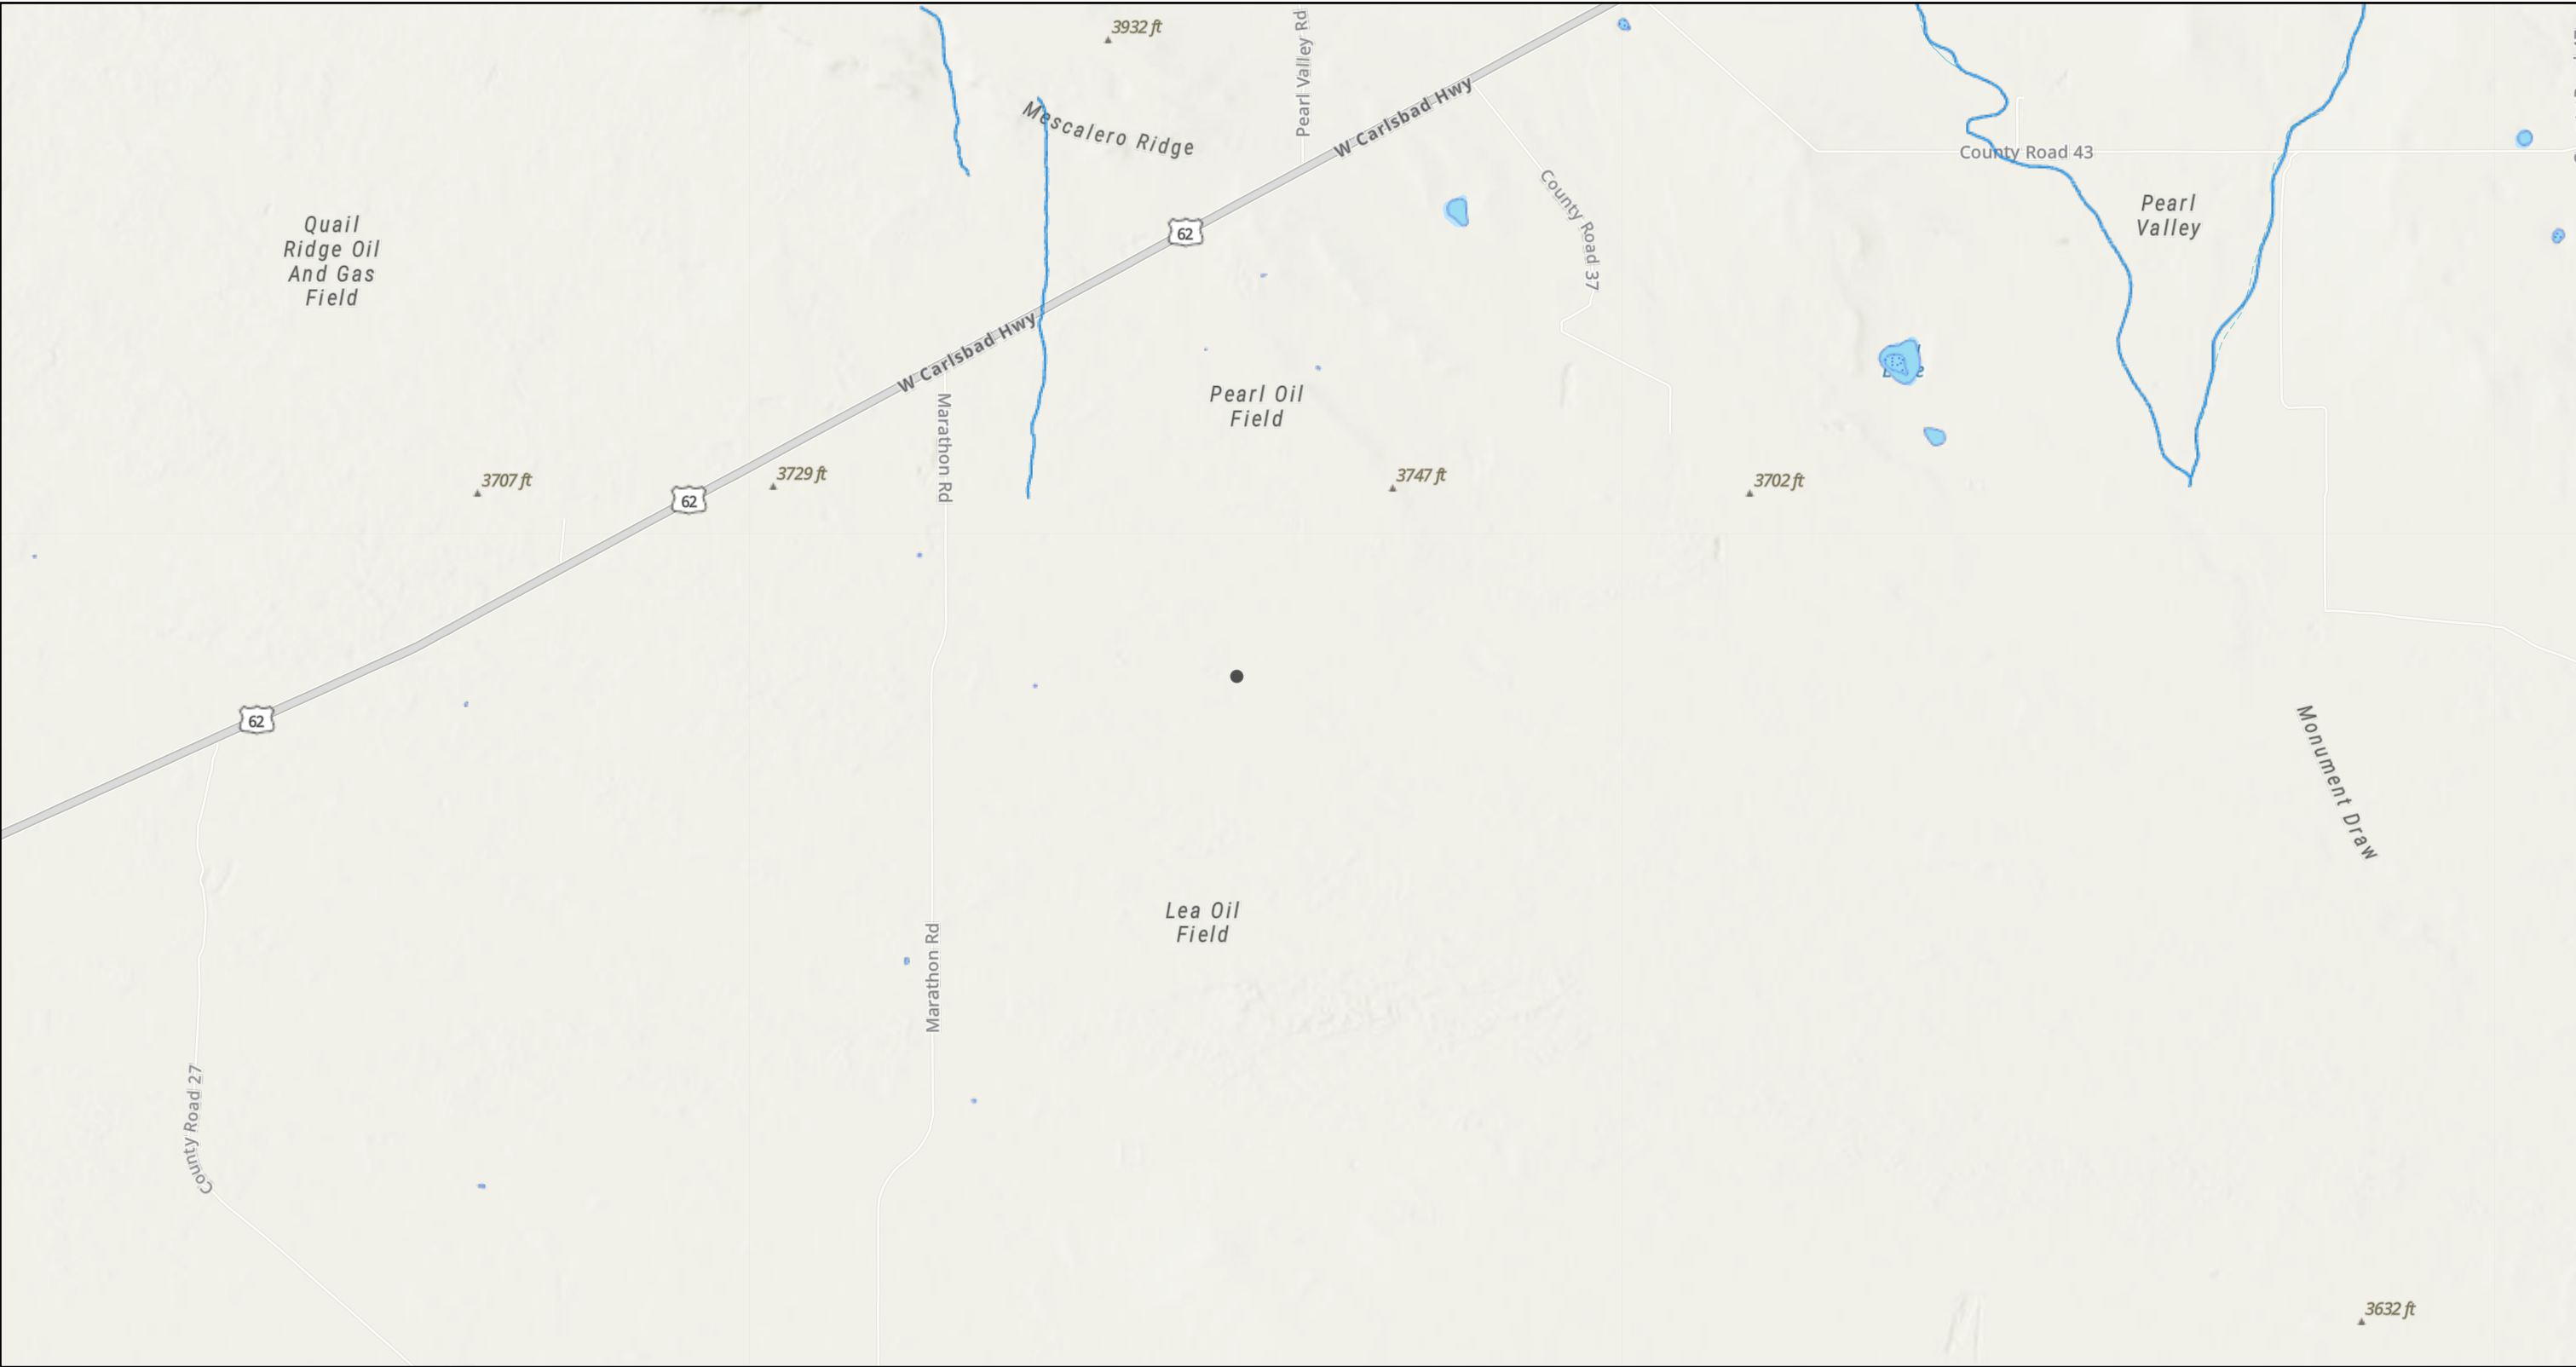 3932 ft
Pearl Valley Rd
W Carlsbad Hwy
Mescalero Ridge
County Road 43
County Road 37
Pearl
Valley
Quail
Ridge Oil
And Gas
Field
62
W Carlsbad Hwy
Pearl Oil
Field
Marathon Rd
3707 ft
3729 ft
3747 ft
3702 ft
62
62
Monument Draw
Lea Oil
Field
Marathon Rd
County Road 27
3632 ft